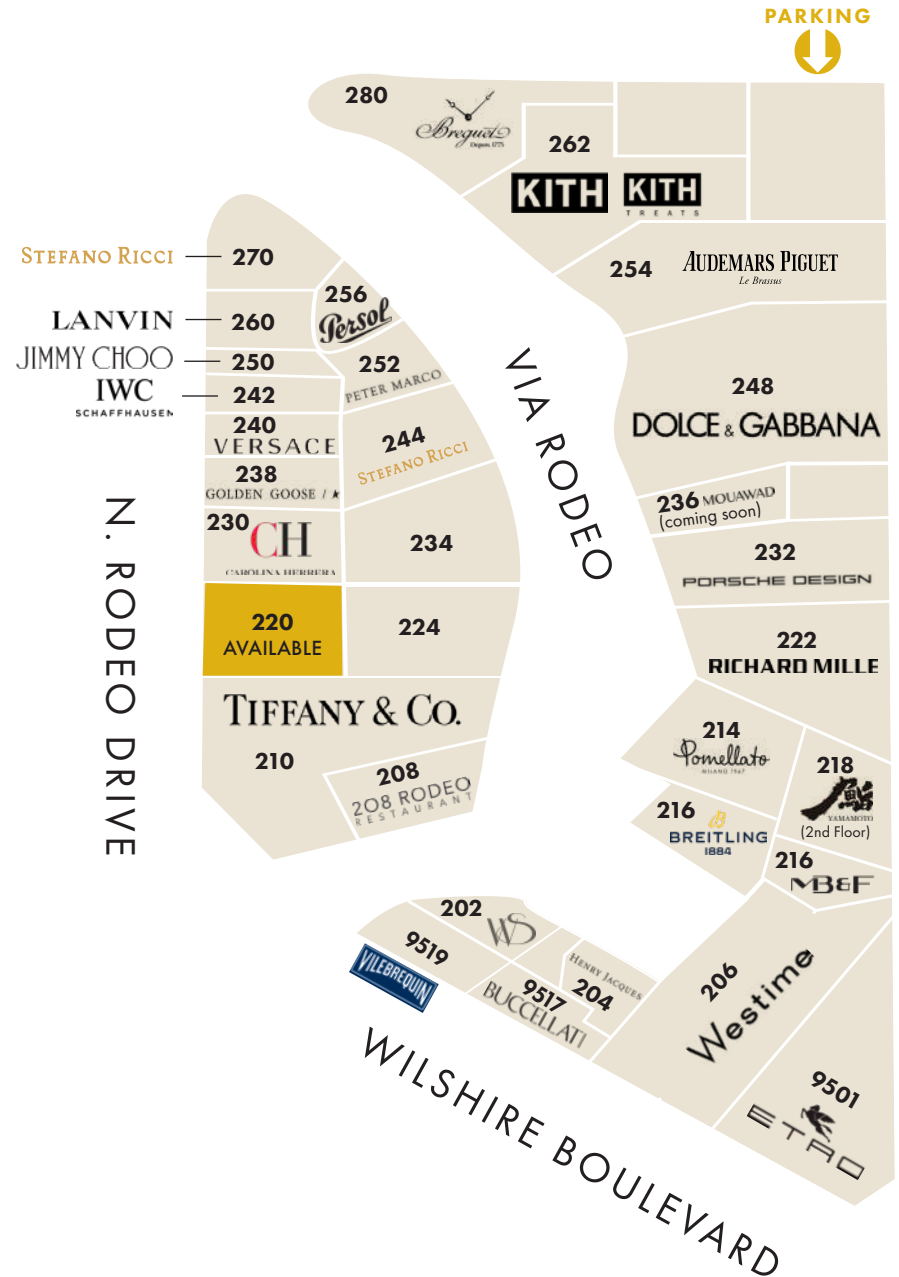 PARKING
280
Breguet
Depuis 1775
262
KITH
KITH
TREATS
254
AUDEMARS PIGUET
Le Brassus
STEFANO RICCI
270
256
Persol
LANVIN
260
JIMMY CHOO
250
252
PETER MARCO
IWC
SCHAFFHAUSEN
242
240
VERSACE
244
STEFANO RICCI
238
GOLDEN GOOSE /
230
CH
CAROLINA HERRERA
234
220
AVAILABLE
224
TIFFANY & CO.
210
208
208 RODEO
RESTAURANT
N. RODEO DRIVE
VIA RODEO
248
DOLCE & GABBANA
236 MOUAWAD
(coming soon)
232
PORSCHE DESIGN
222
RICHARD MILLE
214
Pomellato
MILANO 1967
218
YAMAMOTO
(2nd Floor)
216
BREITLING
1884
216
MB&F
202
WS
9519
VILEBREQUIN
HENRY JACQUES
204
9517
BUCCELLATI
206
Westime
9501
ETRO
WILSHIRE BOULEVARD